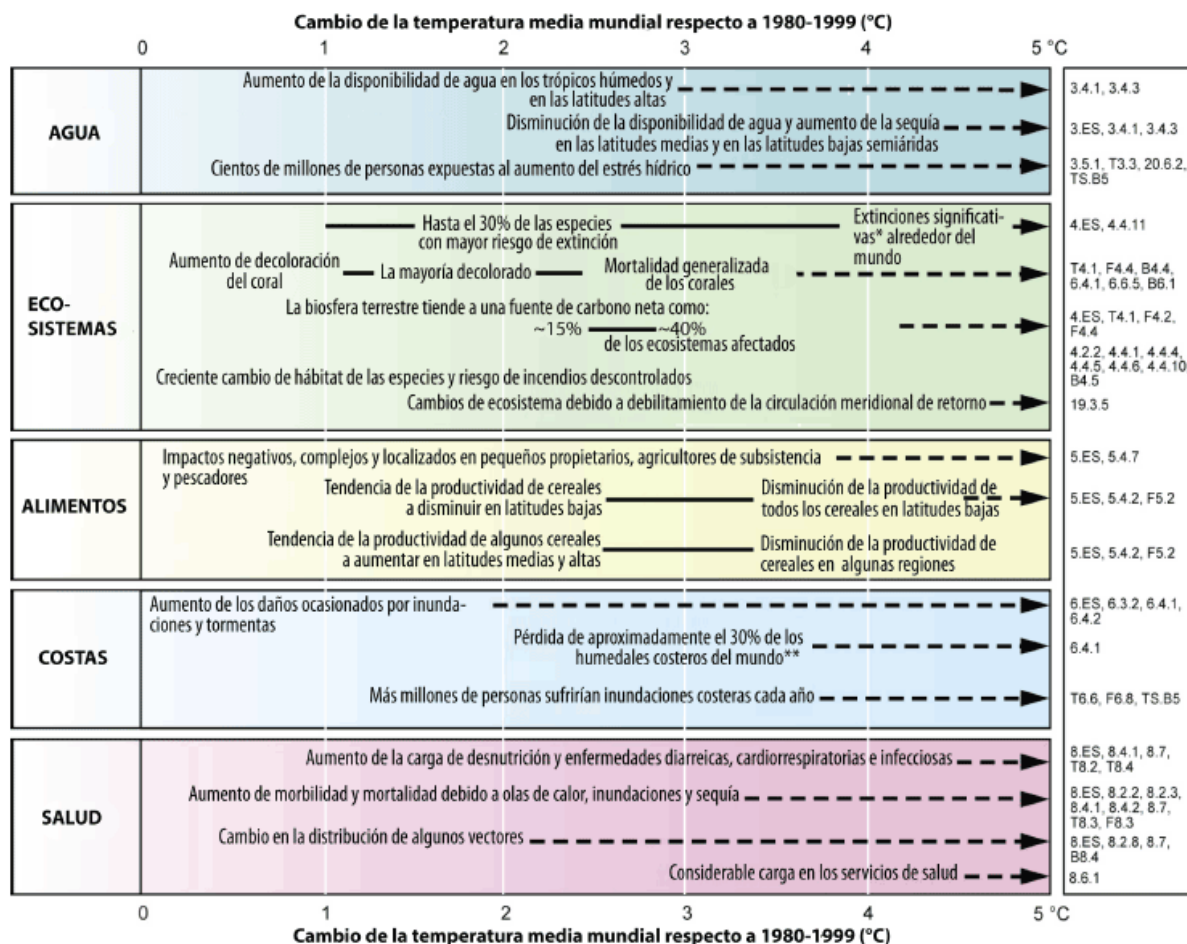 Cambio de la temperatura media mundial respecto a 1980-1999 (°C)
0 1 2 3 4 5 °C
AGUA
Aumento de la disponibilidad de agua en los trópicos húmedos y
en las latitudes altas
3.4.1, 3.4.3
Disminución de la disponibilidad de agua y aumento de la sequía
en las latitudes medias y en las latitudes bajas semiáridas
3.ES, 3.4.1, 3.4.3
Cientos de millones de personas expuestas al aumento del estrés hídrico
3.5.1, T3.3, 20.6.2,
TS.B5
ECO-
SISTEMAS
Hasta el 30% de las especies
con mayor riesgo de extinción
Extinciones significati-
vas* alrededor del
mundo
4.ES, 4.4.11
Aumento de decoloración
del coral
La mayoría decolorado
Mortalidad generalizada
de los corales
T4.1, F4.4, B4.4,
6.4.1, 6.6.5, B6.1
La biosfera terrestre tiende a una fuente de carbono neta como:
~15% ~40%
de los ecosistemas afectados
4.ES, T4.1, F4.2,
F4.4
Creciente cambio de hábitat de las especies y riesgo de incendios descontrolados
4.2.2, 4.4.1, 4.4.4,
4.4.5, 4.4.6, 4.4.10,
B4.5
Cambios de ecosistema debido a debilitamiento de la circulación meridional de retorno
19.3.5
ALIMENTOS
Impactos negativos, complejos y localizados en pequeños propietarios, agricultores de subsistencia
y pescadores
5.ES, 5.4.7
Tendencia de la productividad de cereales
a disminuir en latitudes bajas
Disminución de la productividad de
todos los cereales en latitudes bajas
5.ES, 5.4.2, F5.2
Tendencia de la productividad de algunos cereales
a aumentar en latitudes medias y altas
Disminución de la productividad de
cereales en algunas regiones
5.ES, 5.4.2, F5.2
COSTAS
Aumento de los daños ocasionados por inunda-
ciones y tormentas
6.ES, 6.3.2, 6.4.1,
6.4.2
Pérdida de aproximadamente el 30% de los
humedales costeros del mundo**
6.4.1
Más millones de personas sufrirían inundaciones costeras cada año
T6.6, F6.8, TS.B5
SALUD
Aumento de la carga de desnutrición y enfermedades diarreicas, cardiorrespiratorias e infecciosas
8.ES, 8.4.1, 8.7,
T8.2, T8.4
Aumento de morbilidad y mortalidad debido a olas de calor, inundaciones y sequía
8.ES, 8.2.2, 8.2.3,
8.4.1, 8.4.2, 8.7,
T8.3, F8.3
Cambio en la distribución de algunos vectores
8.ES, 8.2.8, 8.7,
B8.4
Considerable carga en los servicios de salud
8.6.1
0 1 2 3 4 5 °C
Cambio de la temperatura media mundial respecto a 1980-1999 (°C)